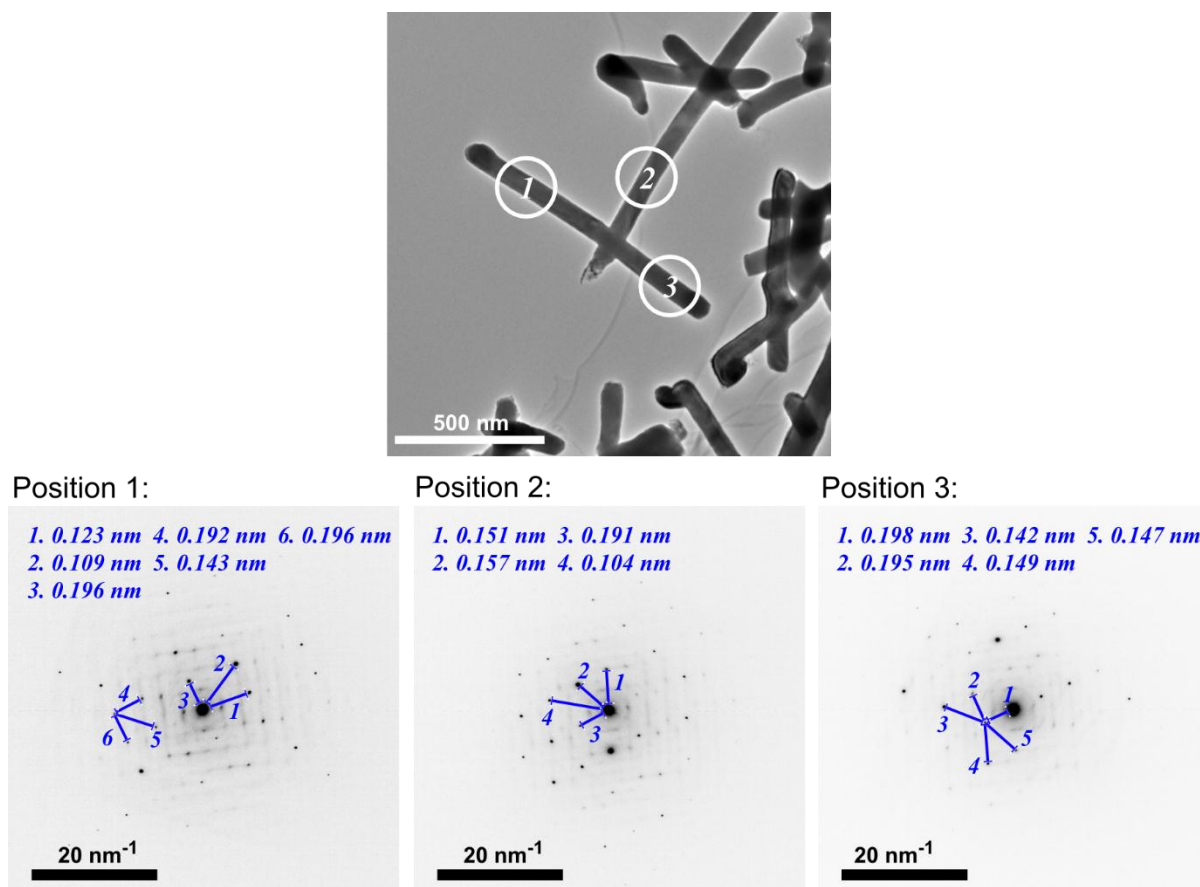 1
2
3
500 nm
Position 1:
1. 0.123 nm 4. 0.192 nm 6. 0.196 nm
2. 0.109 nm 5. 0.143 nm
3. 0.196 nm
2
3
1
4
6
5
20 nm-1
Position 2:
1. 0.151 nm 3. 0.191 nm
2. 0.157 nm 4. 0.104 nm
2
1
4
3
20 nm-1
Position 3:
1. 0.198 nm 3. 0.142 nm 5. 0.147 nm
2. 0.195 nm 4. 0.149 nm
2
1
3
5
4
20 nm-1